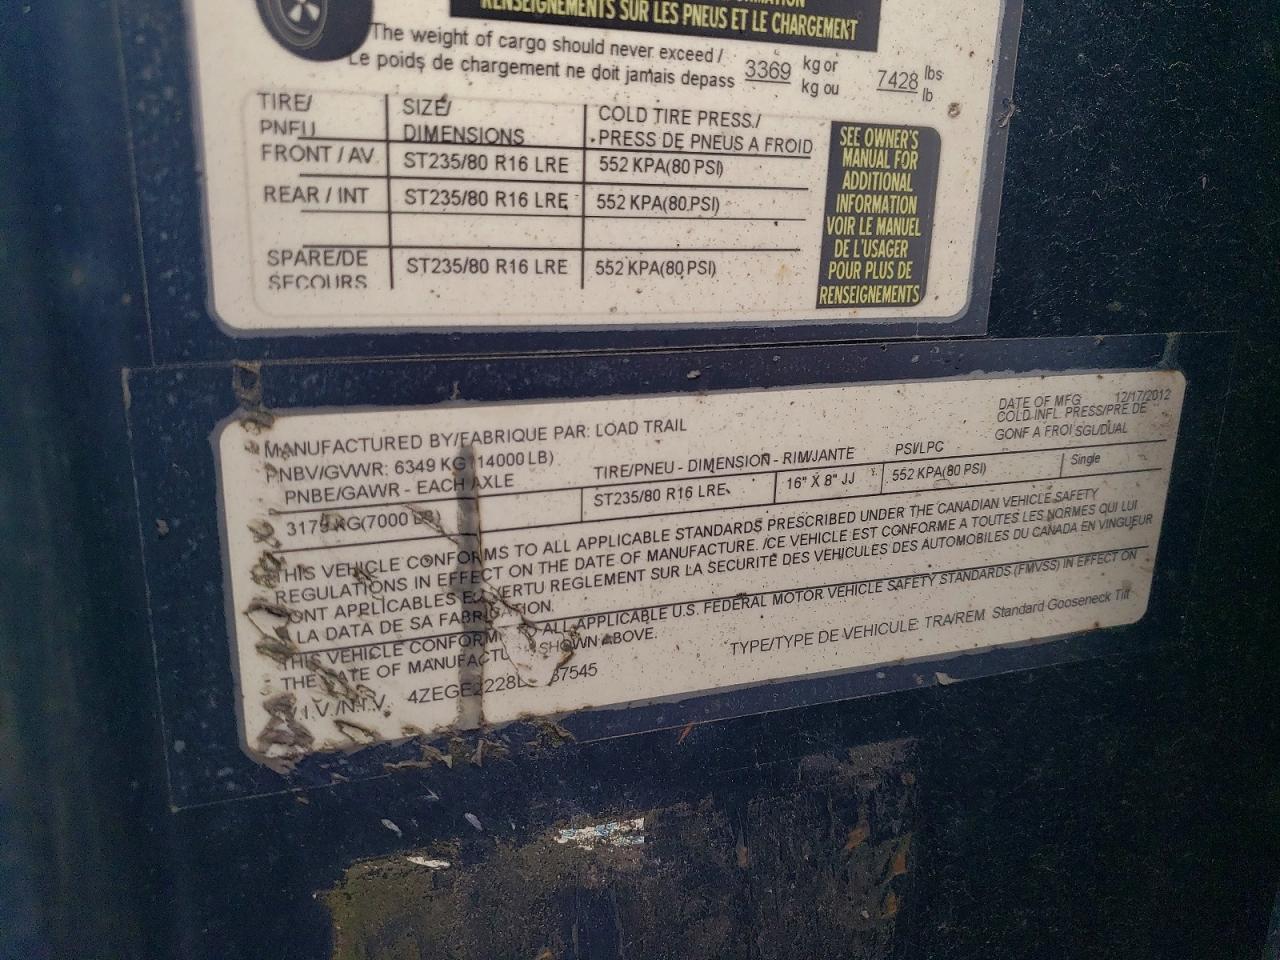 RENSEIGNEMENTS SUR LES PNEUS ET LE CHARGEMENT
The weight of cargo should never exceed / 3369 kg or 7428 lbs
Le poids de chargement ne doit jamais depass kg ou lb
TIRE/ SIZE/ COLD TIRE PRESS./
PNEU DIMENSIONS PRESS DE PNEUS A FROID
FRONT / AV. ST235/80 R16 LRE 552 KPA(80 PSI)
REAR / INT ST235/80 R16 LRE 552 KPA(80 PSI)
SPARE/DE ST235/80 R16 LRE 552 KPA(80 PSI)
SECOURS
SEE OWNER'S
MANUAL FOR
ADDITIONAL
INFORMATION
VOIR LE MANUEL
DE L'USAGER
POUR PLUS DE
RENSEIGNEMENTS
MANUFACTURED BY/FABRIQUE PAR: LOAD TRAIL
DATE OF MFG 12/17/2012
PNBV/GVWR: 6349 KG (14000 LB)
COLD INFL. PRESS/PRE DE
PNBE/GAWR - EACH AXLE TIRE/PNEU - DIMENSION - RIM/JANTE PSI/LPC GONF A FROI SGL/DUAL
3179 KG(7000 LB) ST235/80 R16 LRE 16" X 8" JJ 552 KPA(80 PSI) Single
THIS VEHICLE CONFORMS TO ALL APPLICABLE STANDARDS PRESCRIBED UNDER THE CANADIAN VEHICLE SAFETY
REGULATIONS IN EFFECT ON THE DATE OF MANUFACTURE. /CE VEHICLE EST CONFORME A TOUTES LES NORMES QUI LUI
SONT APPLICABLES EN VERTU REGLEMENT SUR LA SECURITE DES VEHICULES DES AUTOMOBILES DU CANADA EN VINGUEUR
A LA DATA DE SA FABRICATION.
THIS VEHICLE CONFORMS TO ALL APPLICABLE U.S. FEDERAL MOTOR VEHICLE SAFETY STANDARDS (FMVSS) IN EFFECT ON
THE DATE OF MANUFACTU SHOWN ABOVE.
V.I.V./N.I.V. 4ZEGE 228 37545 TYPE/TYPE DE VEHICULE: TRA/REM Standard Gooseneck Tilt